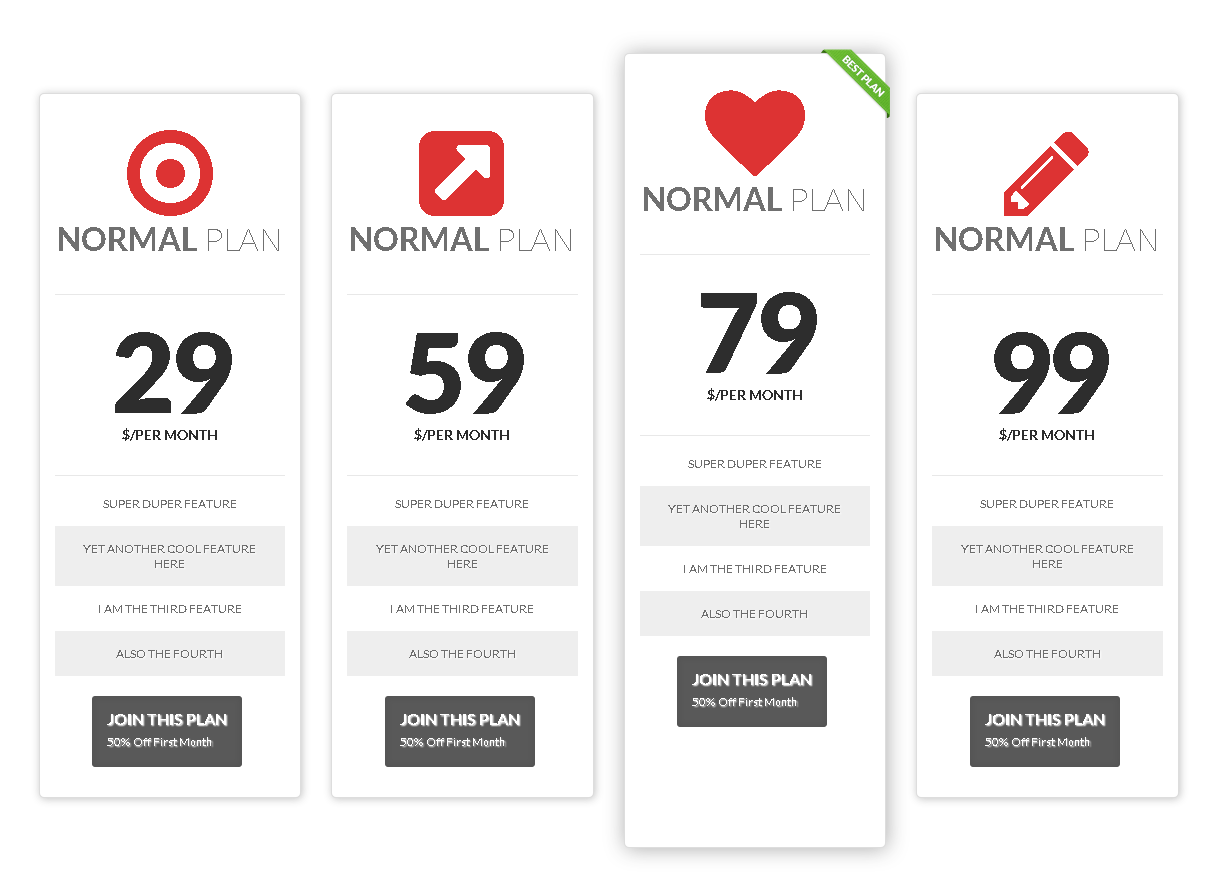 NORMAL PLAN
29
$/PER MONTH
SUPER DUPER FEATURE
YET ANOTHER COOL FEATURE
HERE
I AM THE THIRD FEATURE
ALSO THE FOURTH
JOIN THIS PLAN
50% Off First Month
NORMAL PLAN
59
$/PER MONTH
SUPER DUPER FEATURE
YET ANOTHER COOL FEATURE
HERE
I AM THE THIRD FEATURE
ALSO THE FOURTH
JOIN THIS PLAN
50% Off First Month
BEST PLAN
NORMAL PLAN
79
$/PER MONTH
SUPER DUPER FEATURE
YET ANOTHER COOL FEATURE
HERE
I AM THE THIRD FEATURE
ALSO THE FOURTH
JOIN THIS PLAN
50% Off First Month
NORMAL PLAN
99
$/PER MONTH
SUPER DUPER FEATURE
YET ANOTHER COOL FEATURE
HERE
I AM THE THIRD FEATURE
ALSO THE FOURTH
JOIN THIS PLAN
50% Off First Month